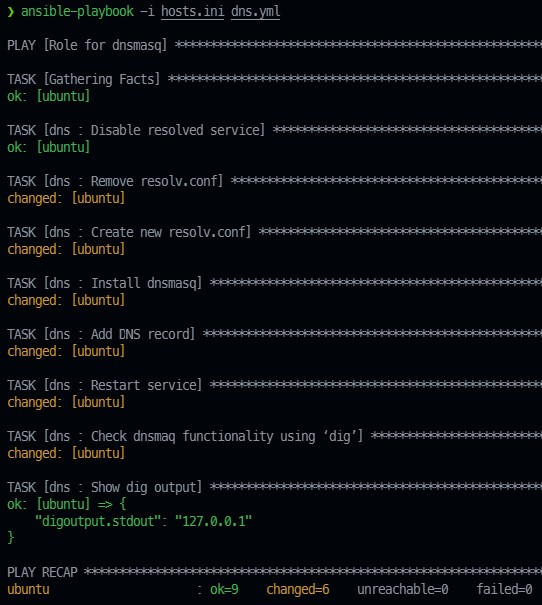 ❯ ansible-playbook -i hosts.ini dns.yml
PLAY [Role for dnsmasq] ************************************************
TASK [Gathering Facts] *************************************************
ok: [ubuntu]
TASK [dns : Disable resolved service] **********************************
ok: [ubuntu]
TASK [dns : Remove resolv.conf] ****************************************
changed: [ubuntu]
TASK [dns : Create new resolv.conf] ************************************
changed: [ubuntu]
TASK [dns : Install dnsmasq] *******************************************
changed: [ubuntu]
TASK [dns : Add DNS record] ********************************************
changed: [ubuntu]
TASK [dns : Restart service] *******************************************
changed: [ubuntu]
TASK [dns : Check dnsmaq functionality using ‘dig’] ********************
changed: [ubuntu]
TASK [dns : Show dig output] *******************************************
ok: [ubuntu] => {
    "digoutput.stdout": "127.0.0.1"
}
PLAY RECAP *************************************************************
ubuntu                     : ok=9    changed=6    unreachable=0    failed=0